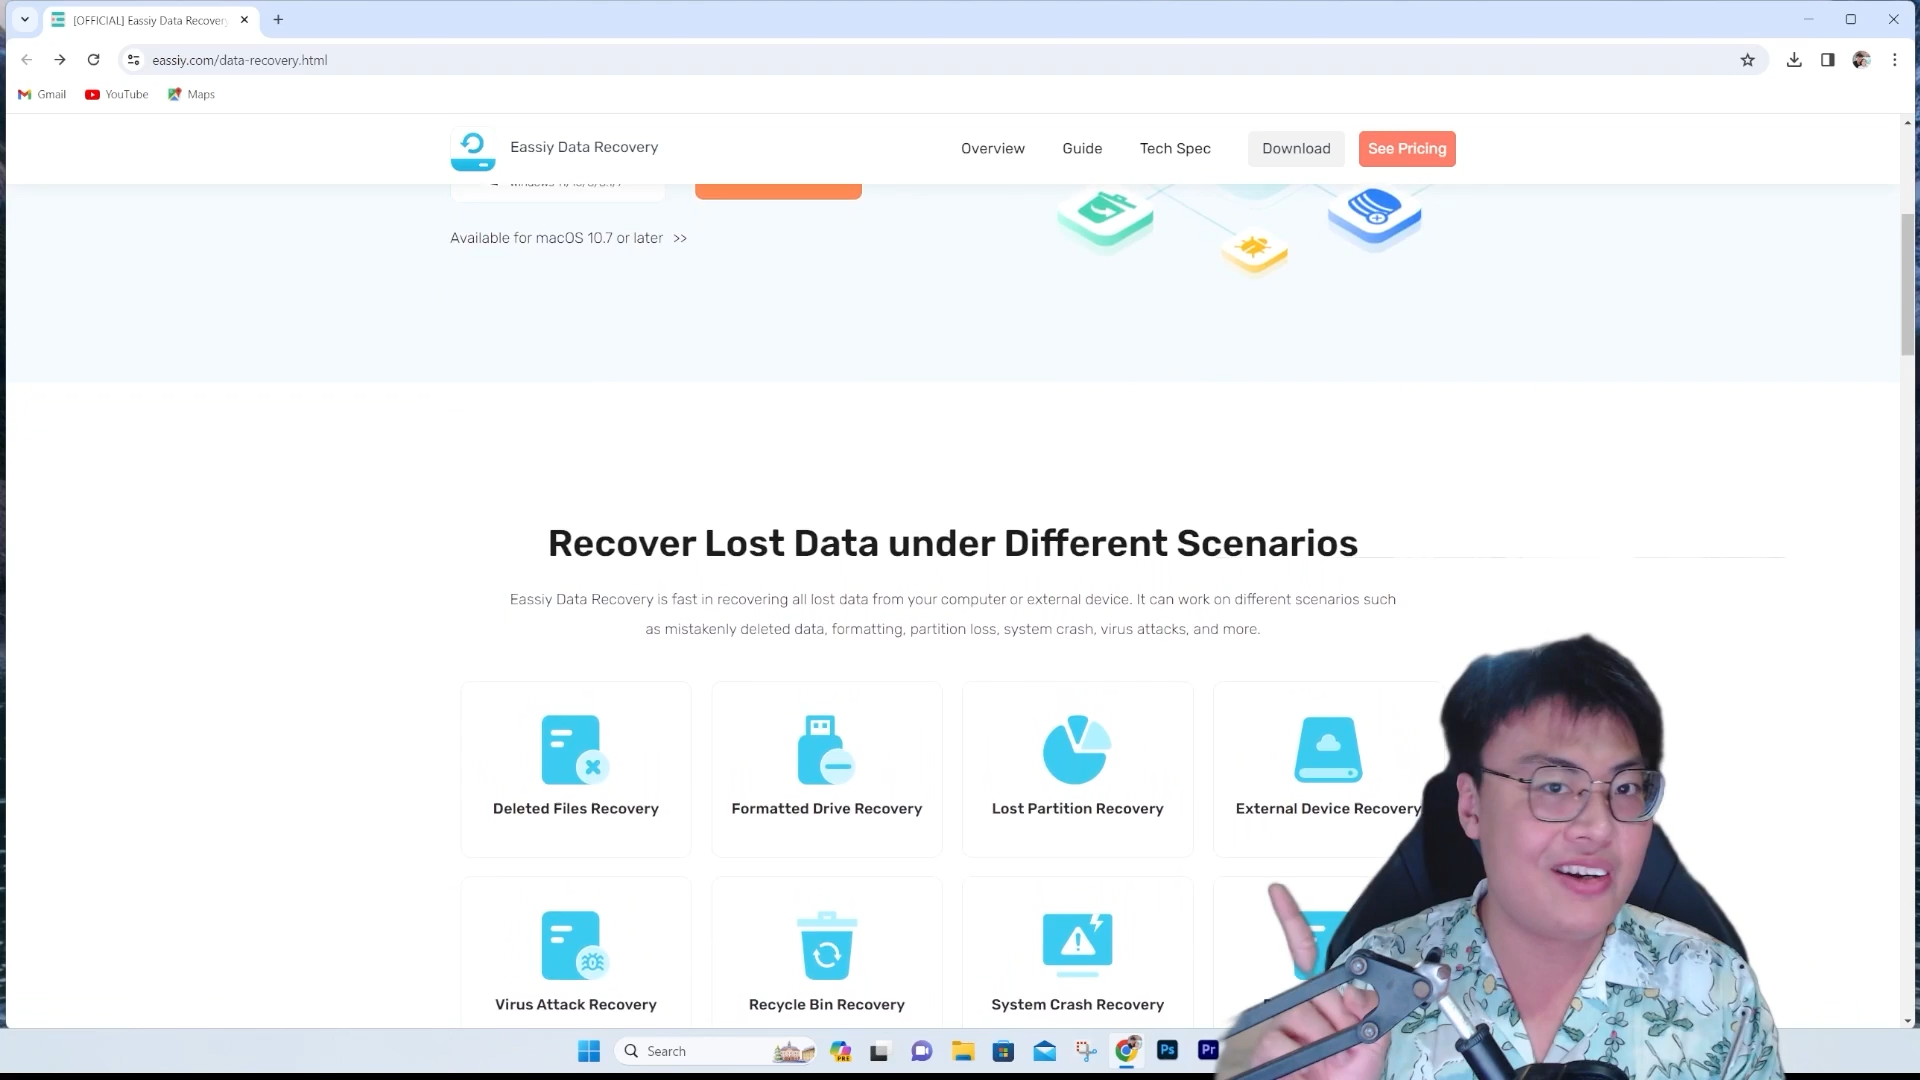 [OFFICIAL] Eassiy Data Recovery
eassiy.com/data-recovery.html
Gmail
YouTube
Maps
Eassiy Data Recovery
Overview
Guide
Tech Spec
Download
See Pricing
Available for macOS 10.7 or later >>
Recover Lost Data under Different Scenarios
Eassiy Data Recovery is fast in recovering all lost data from your computer or external device. It can work on different scenarios such
as mistakenly deleted data, formatting, partition loss, system crash, virus attacks, and more.
Deleted Files Recovery
Formatted Drive Recovery
Lost Partition Recovery
External Device Recovery
Virus Attack Recovery
Recycle Bin Recovery
System Crash Recovery
Search
PRE
Ps
Pr